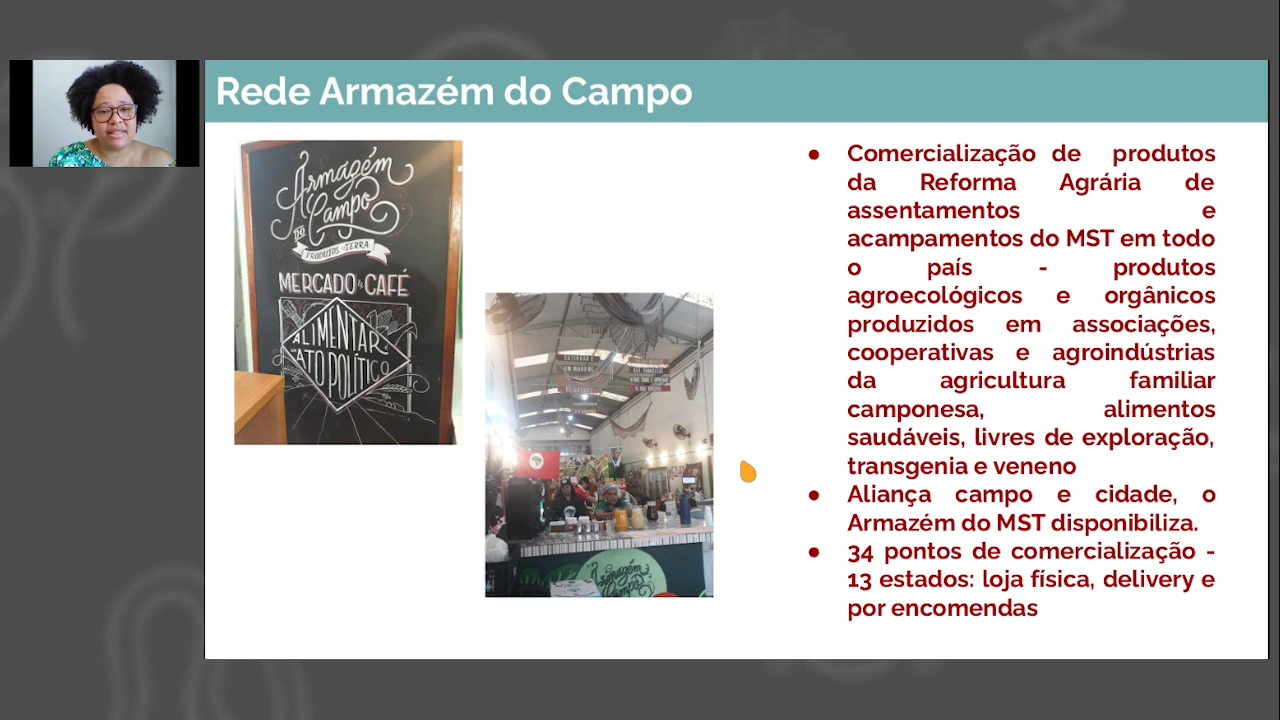 Rede Armazém do Campo
Armazém
do Campo
PRODUTOS DA TERRA
MERCADO & CAFÉ
ALIMENTAR
ATO POLÍTICO
Armazém
Campo
● Comercialização de produtos
da Reforma Agrária de
assentamentos e
acampamentos do MST em todo
o país - produtos
agroecológicos e orgânicos
produzidos em associações,
cooperativas e agroindústrias
da agricultura familiar
camponesa, alimentos
saudáveis, livres de exploração,
transgenia e veneno
● Aliança campo e cidade, o
Armazém do MST disponibiliza.
● 34 pontos de comercialização -
13 estados: loja física, delivery e
por encomendas